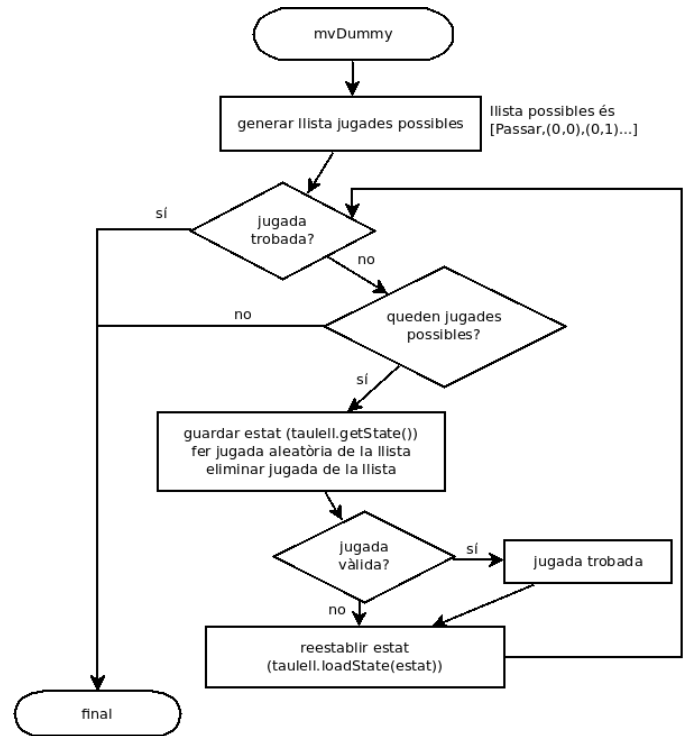 mvDummy
generar llista jugades possibles
llista possibles és
[Passar,(0,0),(0,1)...]
sí
jugada
trobada?
no
no
queden jugades
possibles?
sí
guardar estat (taulell.getState())
fer jugada aleatòria de la llista
eliminar jugada de la llista
jugada
vàlida?
sí
jugada trobada
no
reestablir estat
(taulell.loadState(estat))
final